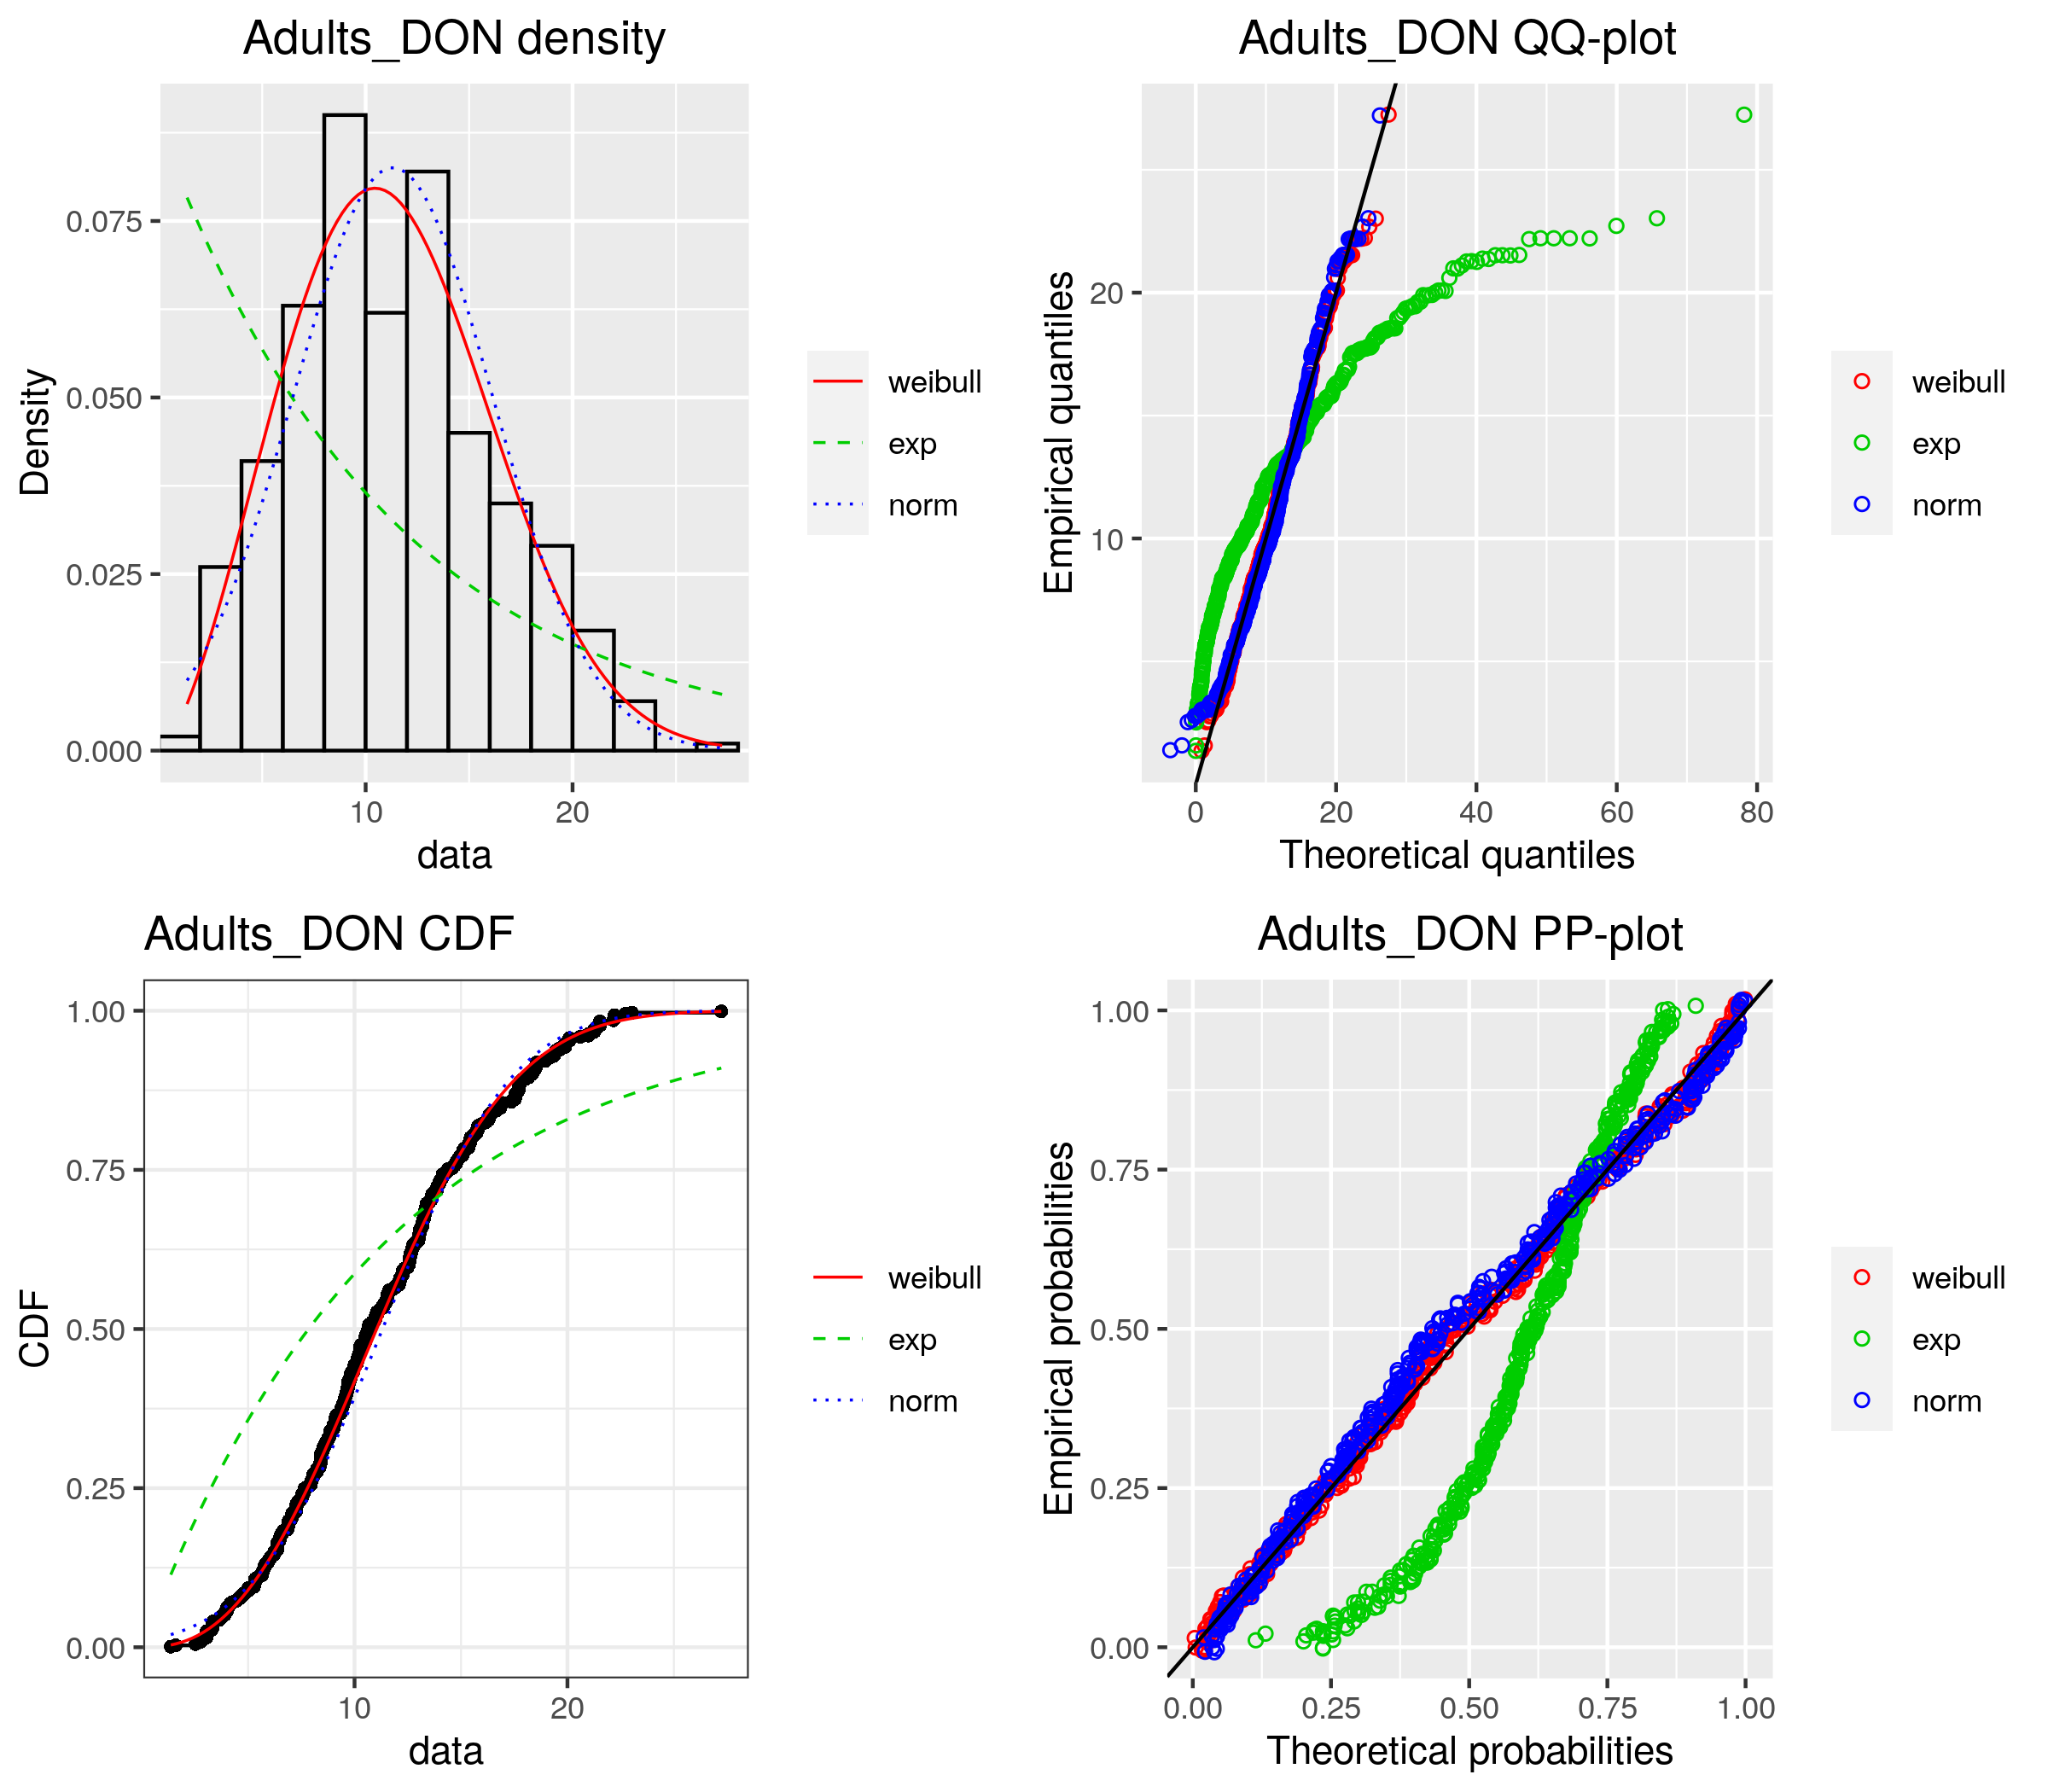 Adults_DON density
Density
0.075
0.050
0.025
0.000
10
20
data
weibull
exp
norm
Adults_DON QQ-plot
Empirical quantiles
20
10
0
20
40
60
80
Theoretical quantiles
weibull
exp
norm
Adults_DON CDF
CDF
1.00
0.75
0.50
0.25
0.00
10
20
data
weibull
exp
norm
Adults_DON PP-plot
Empirical probabilities
1.00
0.75
0.50
0.25
0.00
0.00
0.25
0.50
0.75
1.00
Theoretical probabilities
weibull
exp
norm